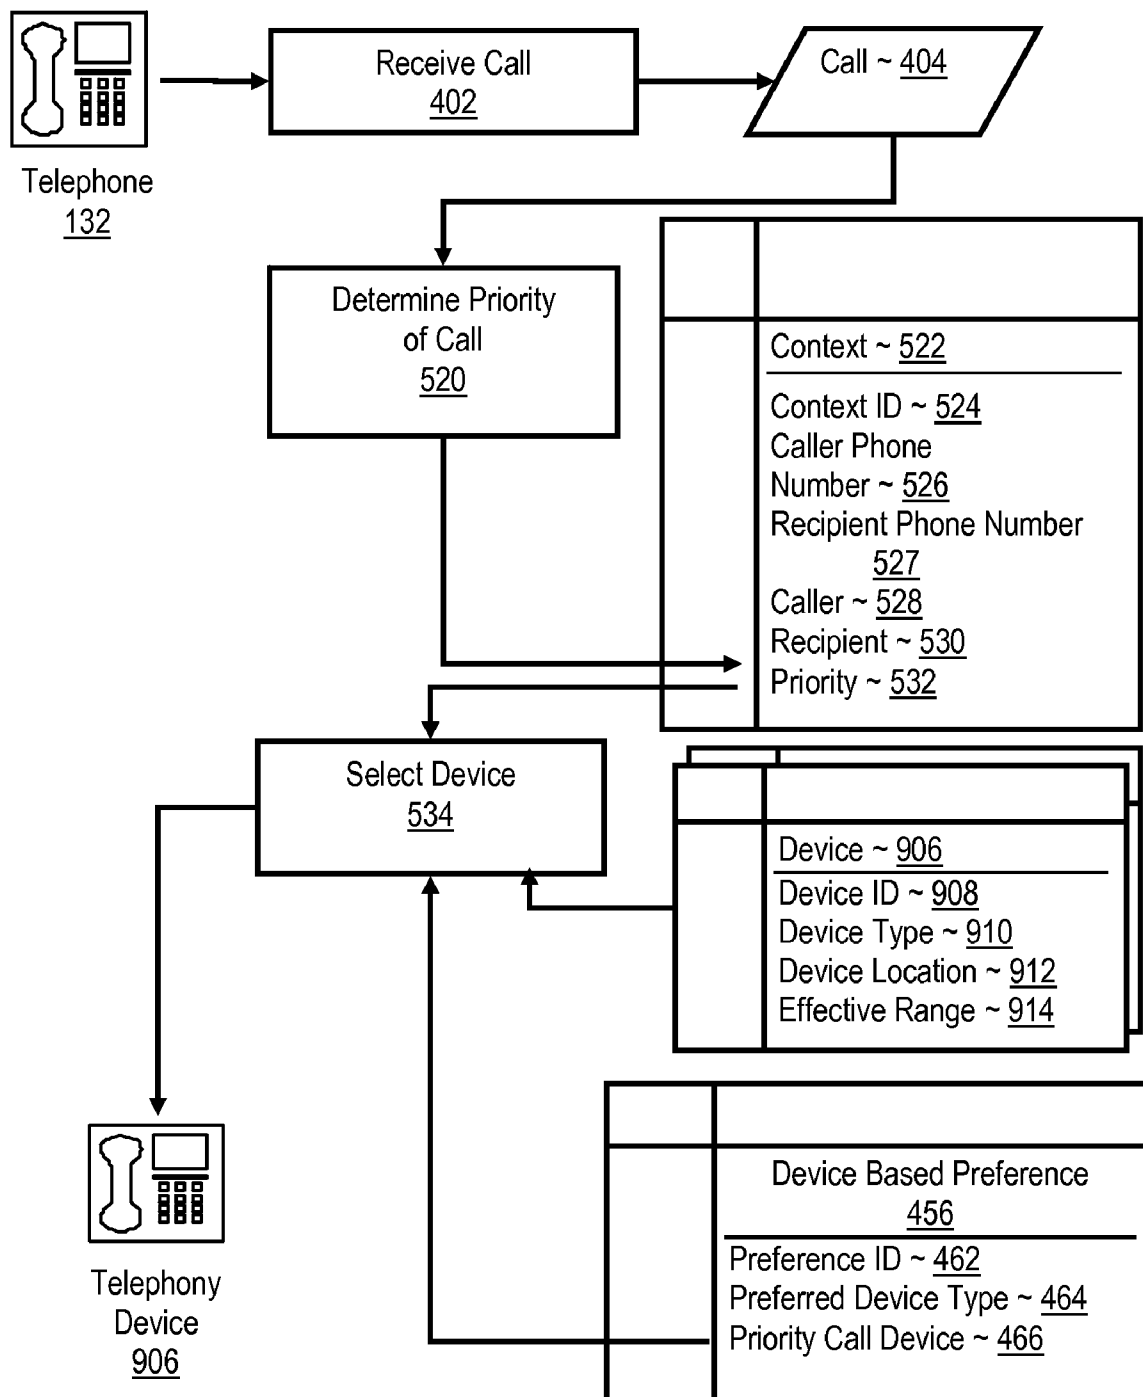 Receive Call
402
Call ~ 404
Telephone
132
Determine Priority
of Call
520
Context ~ 522
Context ID ~ 524
Caller Phone
Number ~ 526
Recipient Phone Number
527
Caller ~ 528
Recipient ~ 530
Priority ~ 532
Select Device
534
Device ~ 906
Device ID ~ 908
Device Type ~ 910
Device Location ~ 912
Effective Range ~ 914
Device Based Preference
456
Preference ID ~ 462
Preferred Device Type ~ 464
Priority Call Device ~ 466
Telephony
Device
906